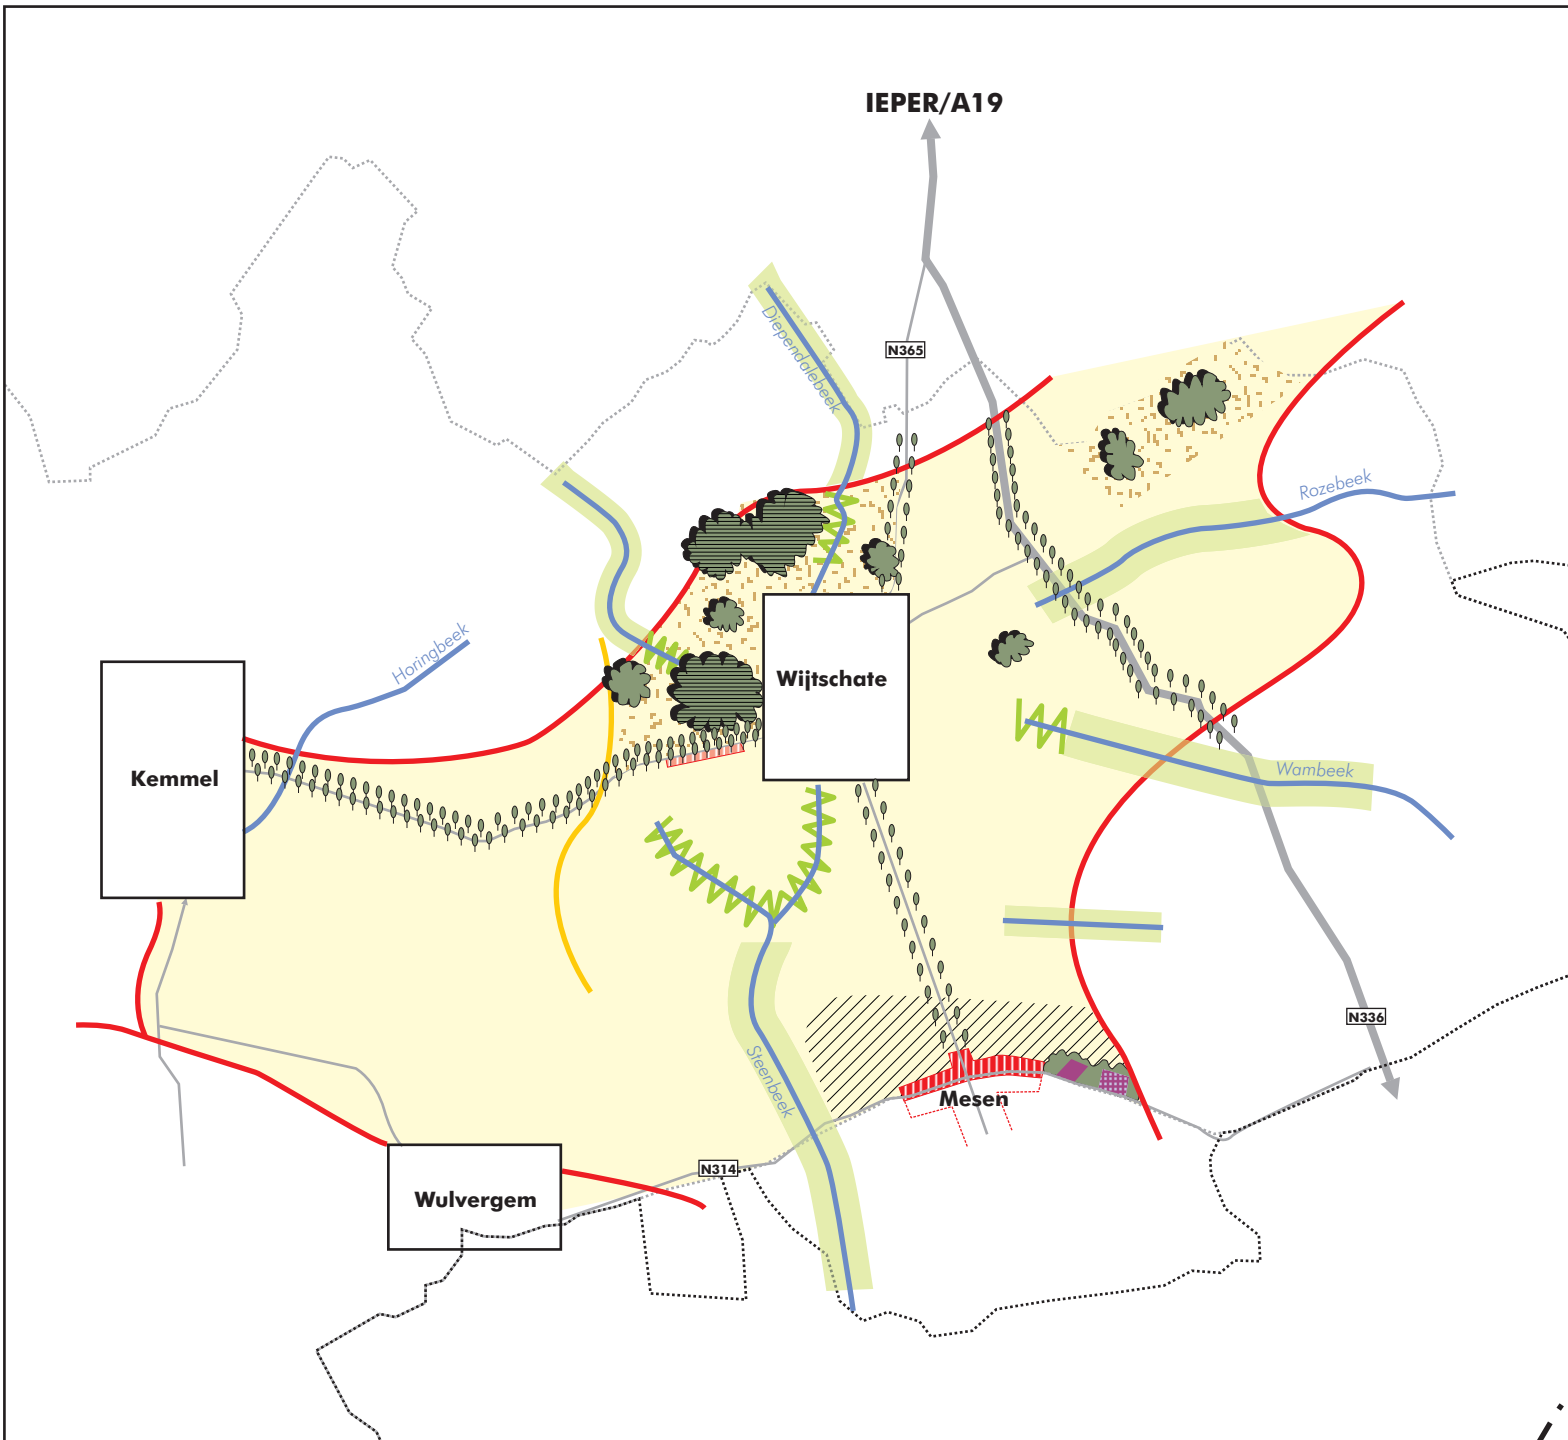 IEPER/A19
Diependalebeek
N365
Rozebeek
Horingbeek
Wijtschate
Kemmel
Wambeek
N336
Steenbeek
Mesen
N314
Wulvergem